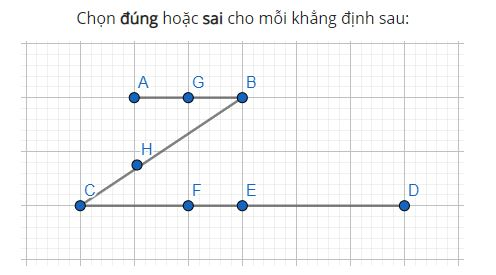 Chọn đúng hoặc sai cho mỗi khẳng định sau:
A G B
H
C F E D